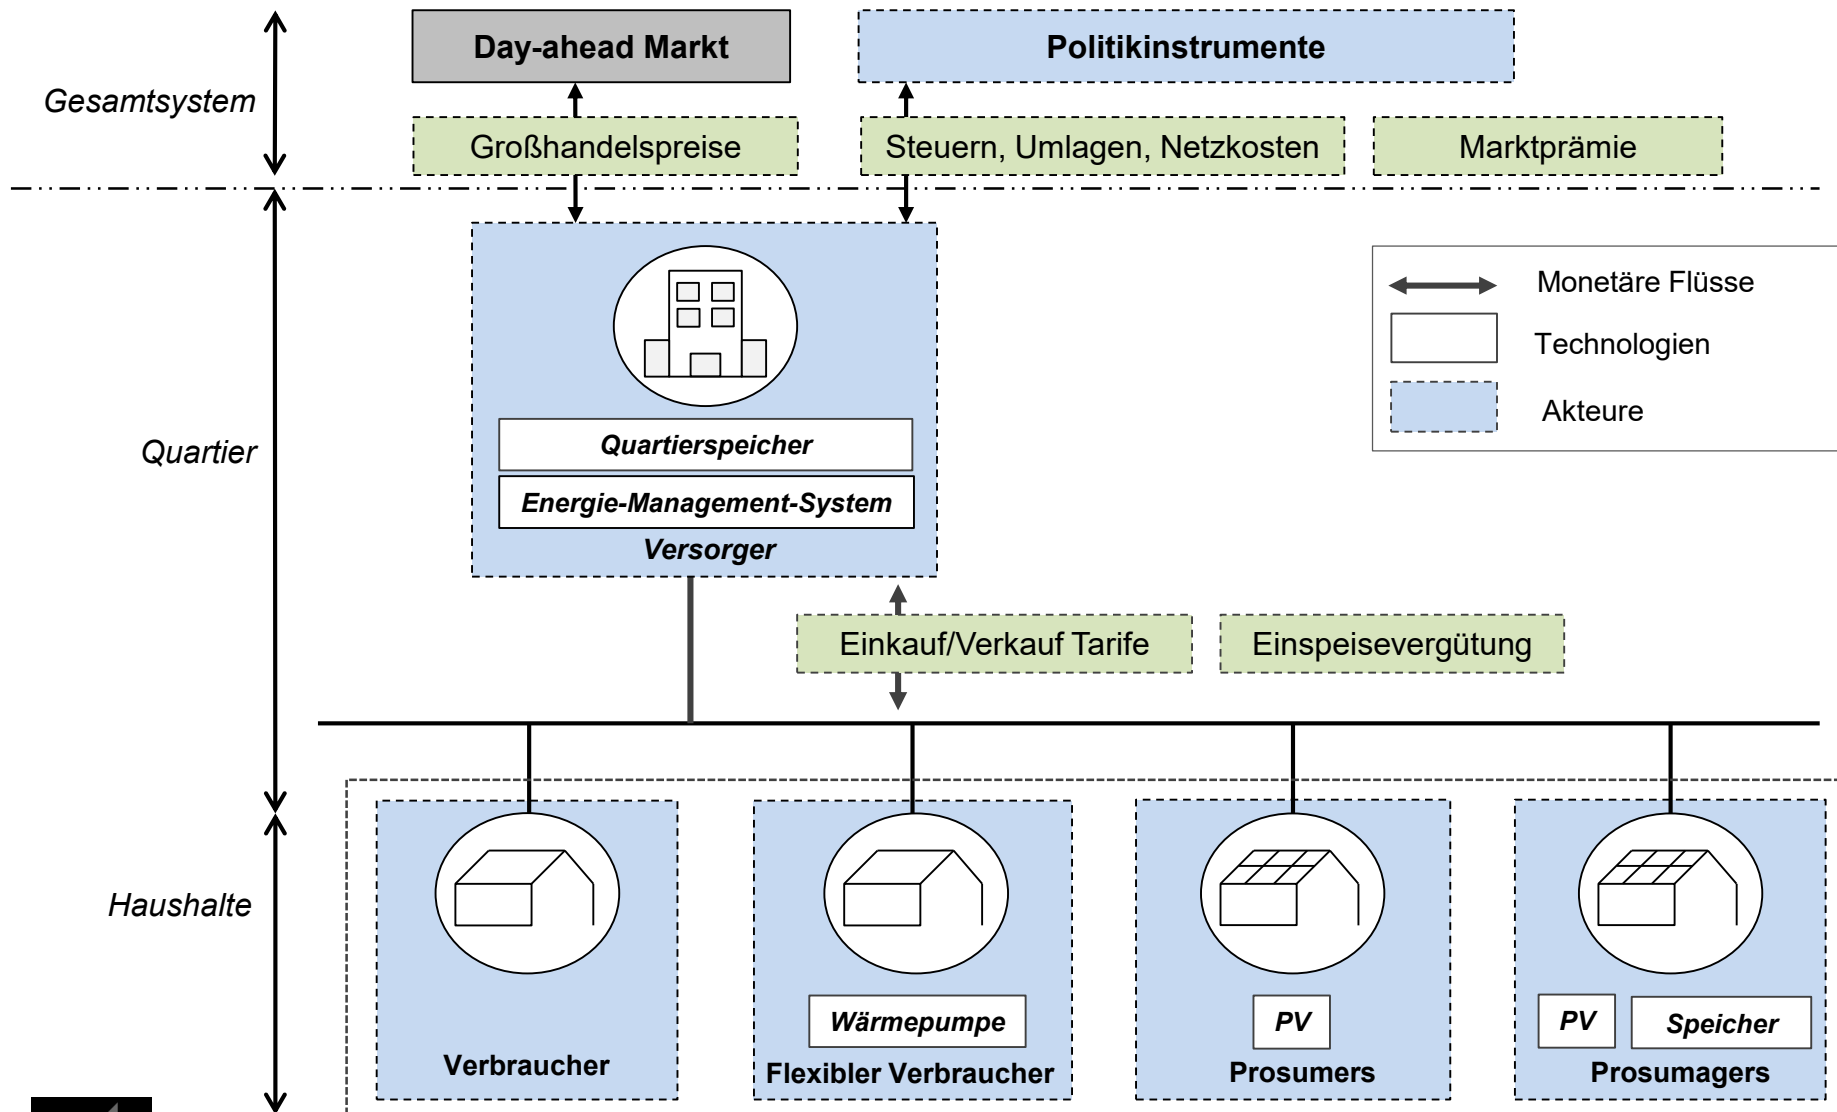 Day-ahead Markt
Politikinstrumente
Gesamtsystem
Großhandelspreise
Steuern, Umlagen, Netzkosten
Marktprämie
Monetäre Flüsse
Technologien
Akteure
Quartier
Quartierspeicher
Energie-Management-System
Versorger
Einkauf/Verkauf Tarife
Einspeisevergütung
Haushalte
Wärmepumpe
PV
PV
Speicher
Verbraucher
Flexibler Verbraucher
Prosumers
Prosumagers